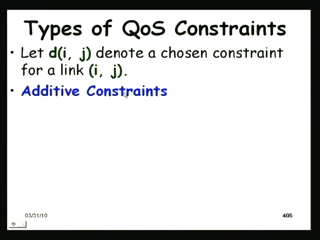 Types of QoS Constraints
• Let d(i, j) denote a chosen constraint
for a link (i, j).
• Additive Constraints
03/31/10
405